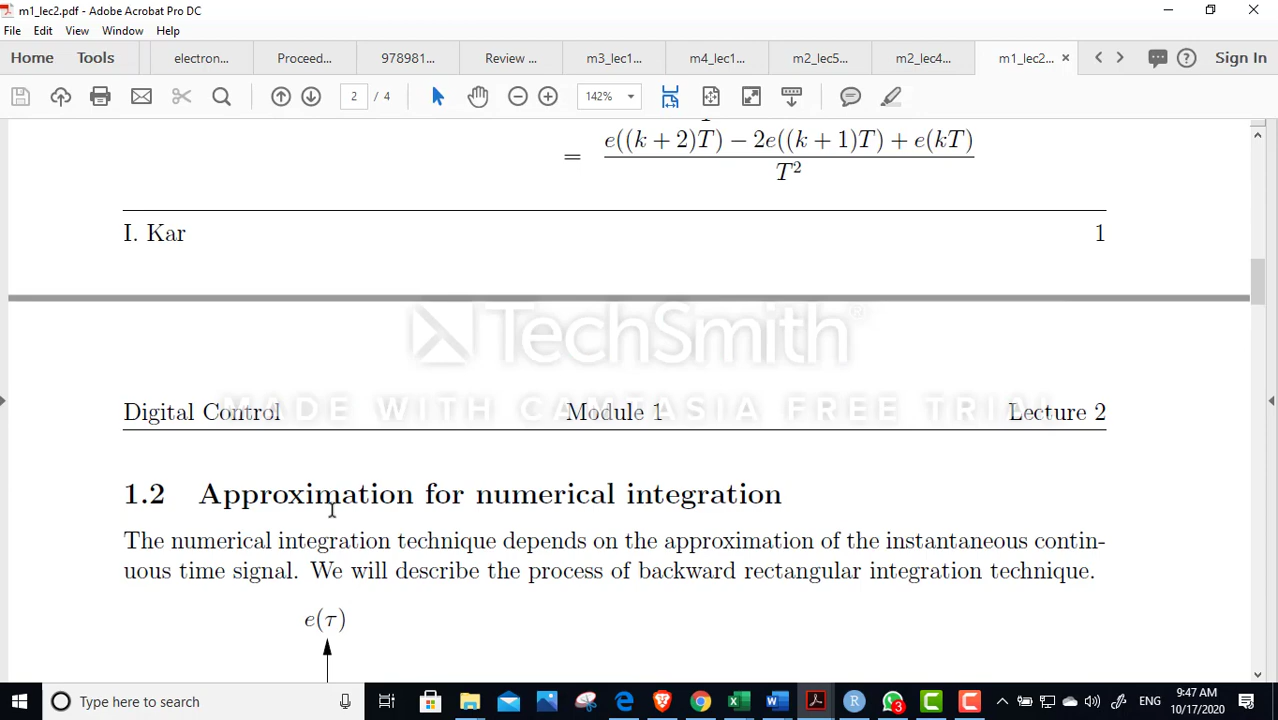 m1_lec2.pdf - Adobe Acrobat Pro DC
File Edit View Window Help
Home Tools electron... Proceed... 978981... Review ... m3_lec1... m4_lec1... m2_lec5... m2_lec4... m1_lec2... × Sign In
2 / 4 142%
e((k + 2)T) − 2e((k + 1)T) + e(kT)
=
T²
I. Kar 1
TechSmith®
MADE WITH CAMTASIA FREE TRIAL
Digital Control Module 1 Lecture 2
1.2 Approximation for numerical integration
The numerical integration technique depends on the approximation of the instantaneous contin-
uous time signal. We will describe the process of backward rectangular integration technique.
e(τ)
Type here to search ENG 9:47 AM
3 10/17/2020